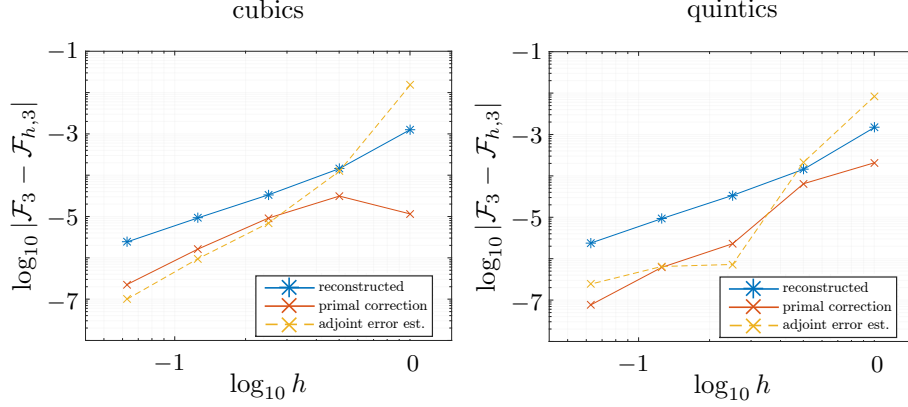 cubics
−1
−3
−5
−7
log₁₀ |ℱ₃ − ℱₕ,₃|
reconstructed
primal correction
adjoint error est.
−1
0
log₁₀ h
quintics
−1
−3
−5
−7
log₁₀ |ℱ₃ − ℱₕ,₃|
reconstructed
primal correction
adjoint error est.
−1
0
log₁₀ h